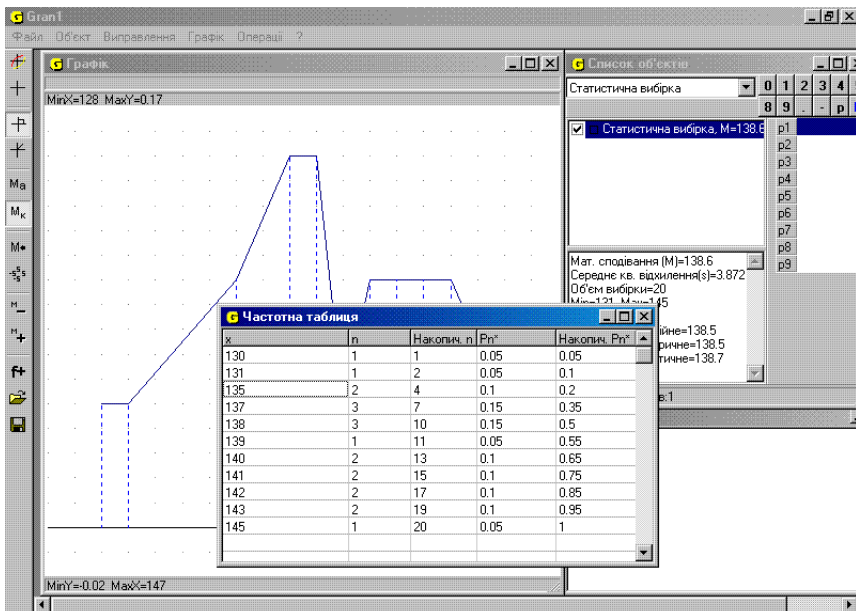 Gran1
Файл Об'єкт Виправлення Графік Операції ?
Графік
MinX=128 MaxY=0.17
MinY=-0.02 MaxX=147
Ма
Мк
f+
Список об'єктів
Статистична вибірка
0 1 2 3 4
8 9 . - p
Статистична вибірка, M=138.6
p1
p2
p3
p4
p5
p6
p7
p8
p9
Мат. сподівання (M)=138.6
Середнє кв. відхилення(s)=3.872
Об'єм вибірки=20
Частотна таблиця
x n Накопич. n Pn* Накопич. Pn*
130 1 1 0.05 0.05
131 1 2 0.05 0.1
135 2 4 0.1 0.2
137 3 7 0.15 0.35
138 3 10 0.15 0.5
139 1 11 0.05 0.55
140 2 13 0.1 0.65
141 2 15 0.1 0.75
142 2 17 0.1 0.85
143 2 19 0.1 0.95
145 1 20 0.05 1